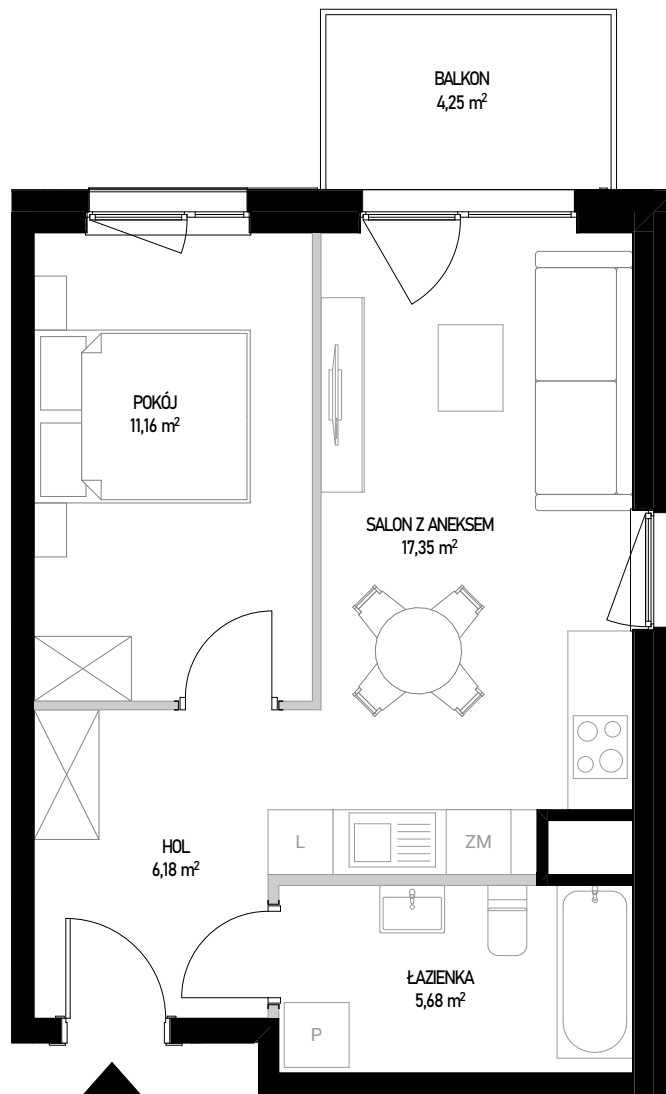 BALKON
4,25 m²
POKÓJ
11,16 m²
SALON Z ANEKSEM
17,35 m²
L
ZM
HOL
6,18 m²
ŁAZIENKA
5,68 m²
P